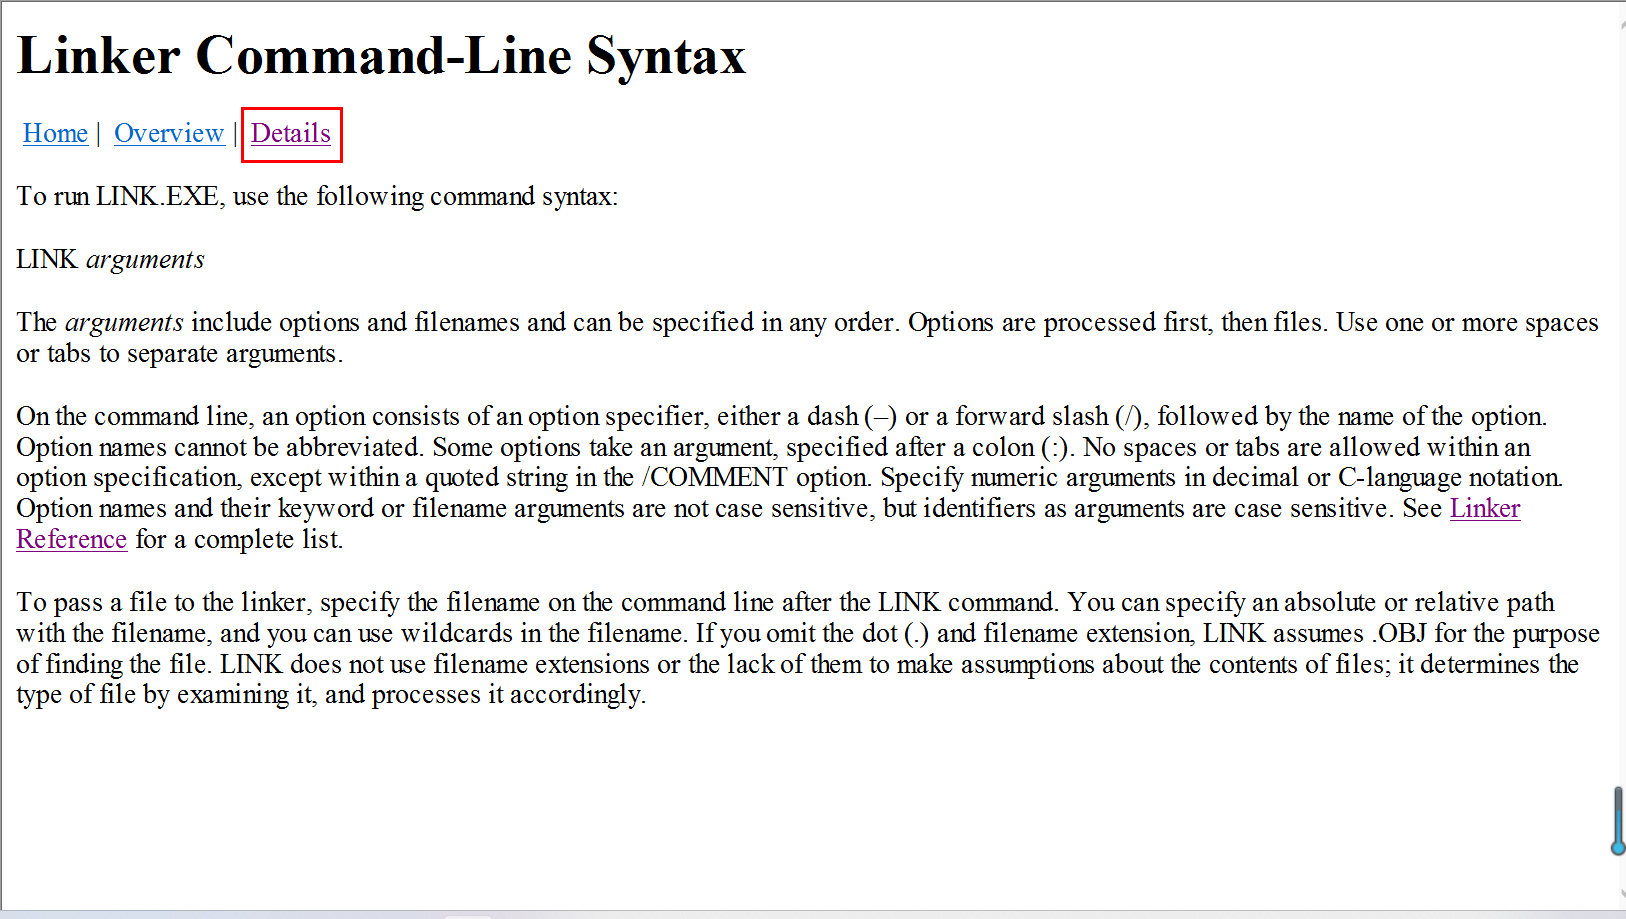 Linker Command-Line Syntax
Home | Overview | Details
To run LINK.EXE, use the following command syntax:
LINK arguments
The arguments include options and filenames and can be specified in any order. Options are processed first, then files. Use one or more spaces
or tabs to separate arguments.
On the command line, an option consists of an option specifier, either a dash (–) or a forward slash (/), followed by the name of the option.
Option names cannot be abbreviated. Some options take an argument, specified after a colon (:). No spaces or tabs are allowed within an
option specification, except within a quoted string in the /COMMENT option. Specify numeric arguments in decimal or C-language notation.
Option names and their keyword or filename arguments are not case sensitive, but identifiers as arguments are case sensitive. See Linker
Reference for a complete list.
To pass a file to the linker, specify the filename on the command line after the LINK command. You can specify an absolute or relative path
with the filename, and you can use wildcards in the filename. If you omit the dot (.) and filename extension, LINK assumes .OBJ for the purpose
of finding the file. LINK does not use filename extensions or the lack of them to make assumptions about the contents of files; it determines the
type of file by examining it, and processes it accordingly.